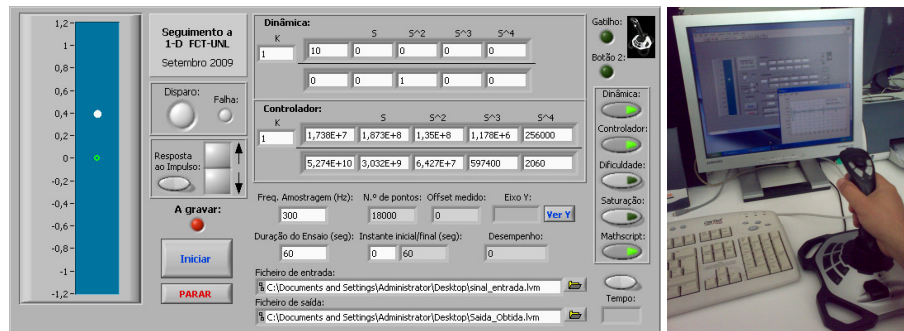 1,2-
1-
0,8-
0,6-
0,4-
0,2-
0-
-0,2-
-0,4-
-0,6-
-0,8-
-1-
-1,2-
Seguimento a
1-D FCT-UNL
Setembro 2009
Disparo:
Falha:
Resposta
ao Impulso:
A gravar:
Iniciar
PARAR
Dinâmica:
K S S^2 S^3 S^4
1 10 0 0 0 0
0 0 1 0 0
Controlador:
K S S^2 S^3 S^4
1 1,738E+7 1,873E+8 1,35E+8 1,178E+6 256000
5,274E+10 3,032E+9 6,427E+7 597400 2060
Freq. Amostragem (Hz): N.º de pontos: Offset medido: Eixo Y:
300 18000 0 Ver Y
Duração do Ensaio (seg): Instante inicial/final (seg): Desempenho:
60 0 60 0
Ficheiro de entrada:
C:\Documents and Settings\Administrator\Desktop\sinal_entrada.lvm
Ficheiro de saída:
C:\Documents and Settings\Administrator\Desktop\Saida_Obtida.lvm
Gatilho:
Botão 2:
Dinâmica:
Controlador:
Dificuldade:
Saturação:
Mathscript:
Tempo: